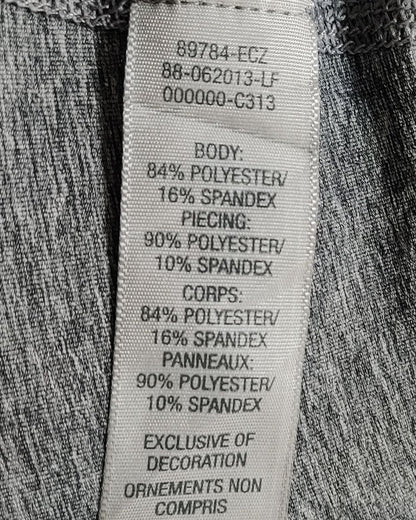 89784-ECZ
88-062013-LF
000000-C313
BODY:
84% POLYESTER/
16% SPANDEX
PIECING:
90% POLYESTER/
10% SPANDEX
CORPS:
84% POLYESTER/
16% SPANDEX
PANNEAUX:
90% POLYESTER/
10% SPANDEX
EXCLUSIVE OF
DECORATION
ORNEMENTS NON
COMPRIS